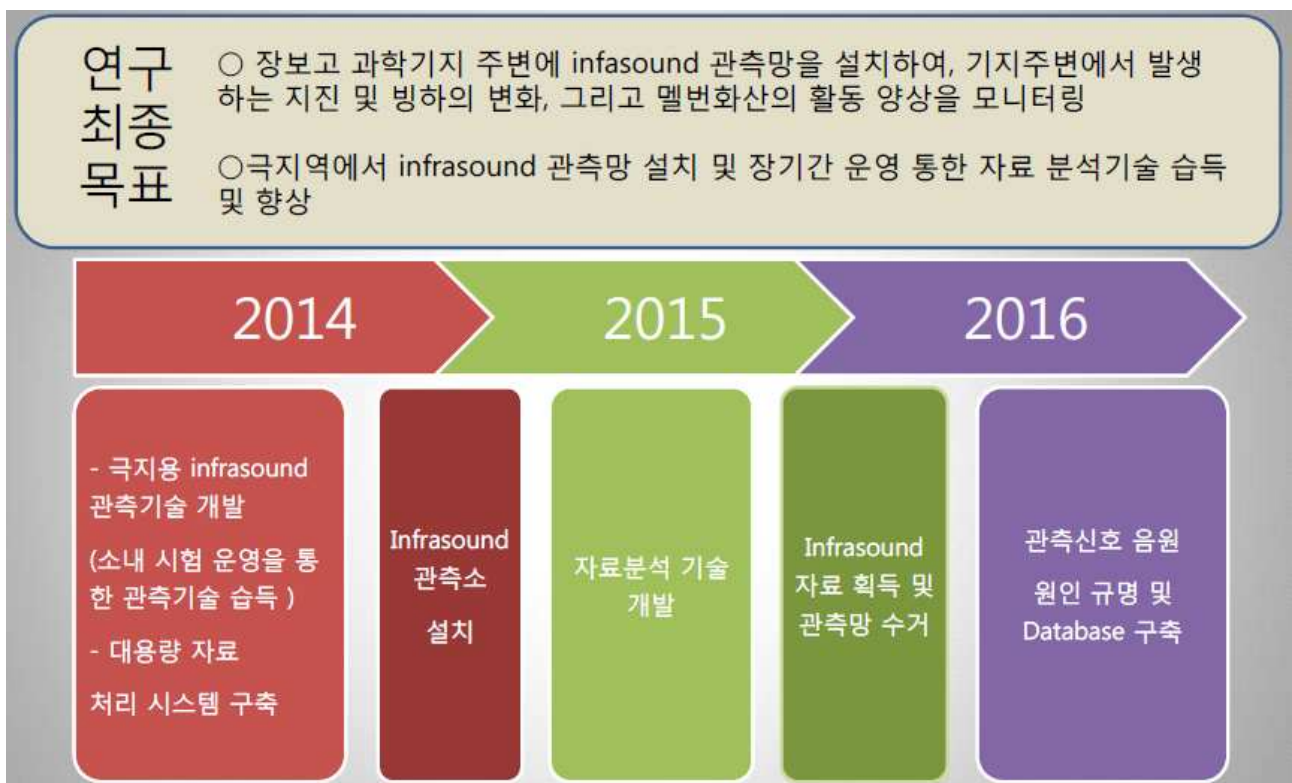 연구
최종
목표
○ 장보고 과학기지 주변에 infasound 관측망을 설치하여, 기지주변에서 발생
하는 지진 및 빙하의 변화, 그리고 멜번화산의 활동 양상을 모니터링
○극지역에서 infrasound 관측망 설치 및 장기간 운영 통한 자료 분석기술 습득
및 향상
2014
2015
2016
- 극지용 infrasound
관측기술 개발
(소내 시험 운영을 통
한 관측기술 습득 )
- 대용량 자료
처리 시스템 구축
Infrasound
관측소
설치
자료분석 기술
개발
Infrasound
자료 획득 및
관측망 수거
관측신호 음원
원인 규명 및
Database 구축